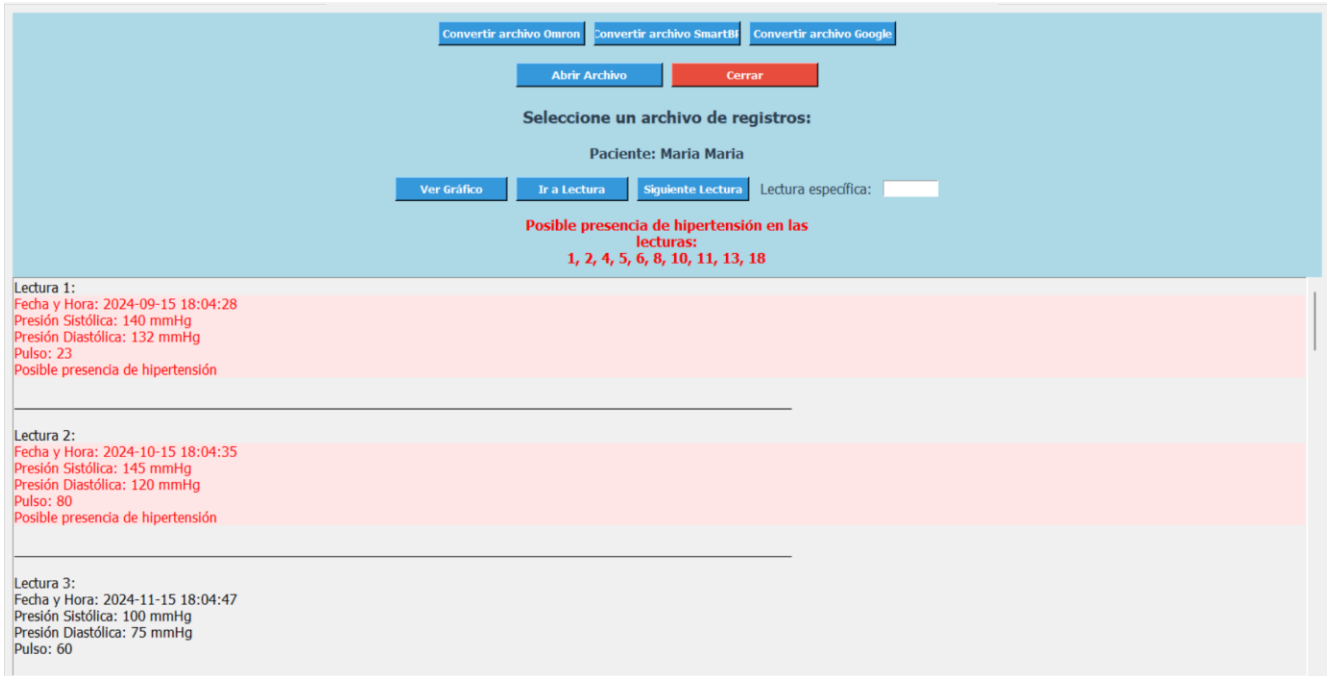 Convertir archivo Omron Convertir archivo SmartBP Convertir archivo Google
Abrir Archivo Cerrar
Seleccione un archivo de registros:
Paciente: Maria Maria
Ver Gráfico Ir a Lectura Siguiente Lectura Lectura específica:
Posible presencia de hipertensión en las
lecturas:
1, 2, 4, 5, 6, 8, 10, 11, 13, 18
Lectura 1:
Fecha y Hora: 2024-09-15 18:04:28
Presión Sistólica: 140 mmHg
Presión Diastólica: 132 mmHg
Pulso: 23
Posible presencia de hipertensión
Lectura 2:
Fecha y Hora: 2024-10-15 18:04:35
Presión Sistólica: 145 mmHg
Presión Diastólica: 120 mmHg
Pulso: 80
Posible presencia de hipertensión
Lectura 3:
Fecha y Hora: 2024-11-15 18:04:47
Presión Sistólica: 100 mmHg
Presión Diastólica: 75 mmHg
Pulso: 60